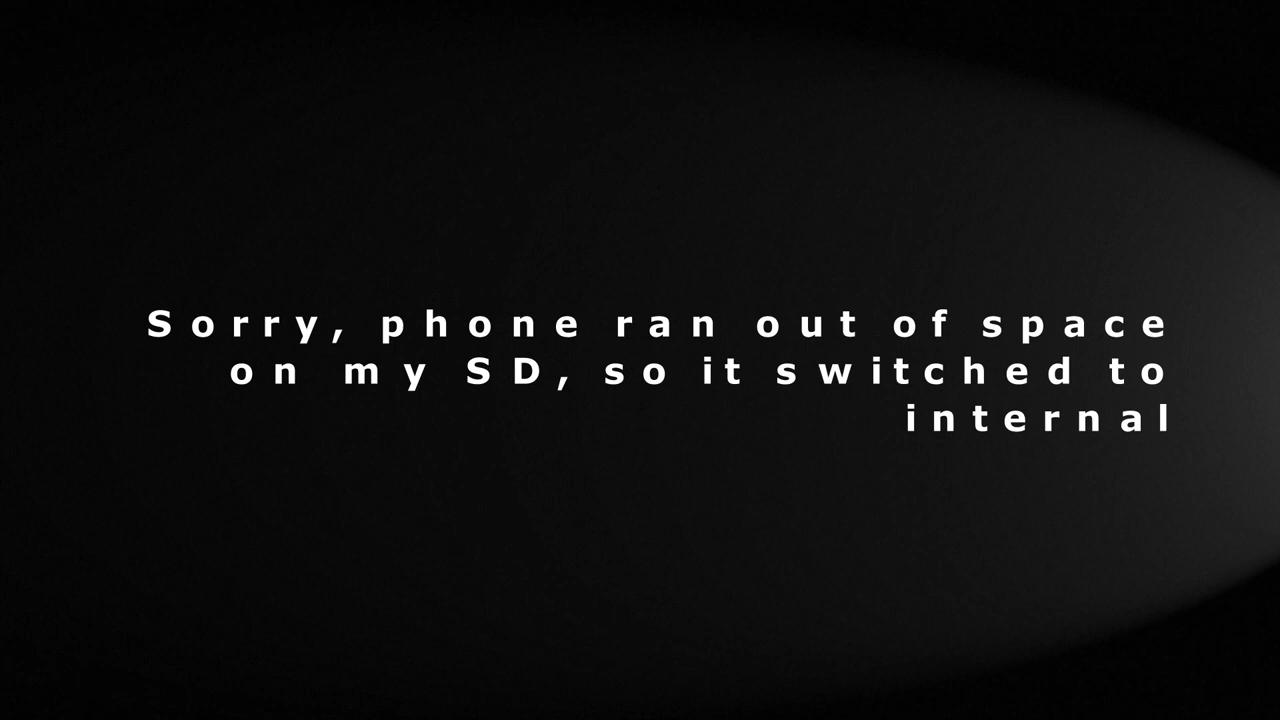 Sorry, phone ran out of space
on my SD, so it switched to
internal